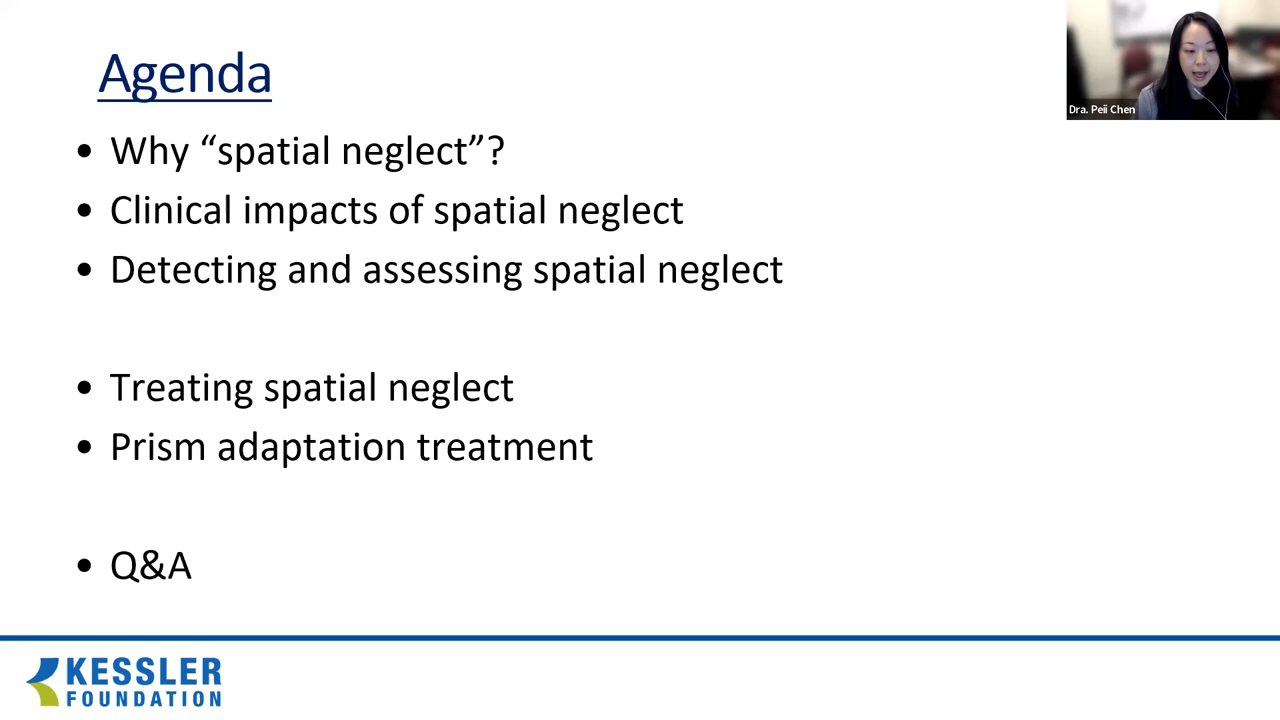 Agenda
• Why “spatial neglect”?
• Clinical impacts of spatial neglect
• Detecting and assessing spatial neglect
• Treating spatial neglect
• Prism adaptation treatment
• Q&A
Dra. Peii Chen
KESSLER
FOUNDATION